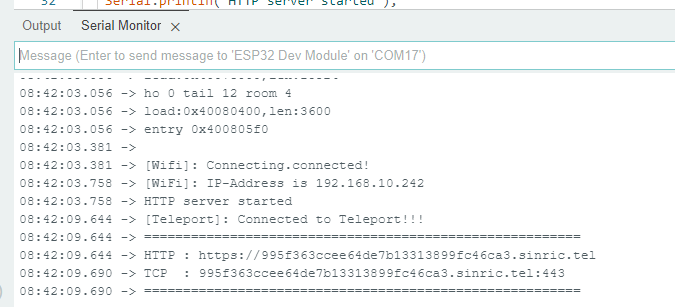 32 Serial.println("HTTP server started");
Output Serial Monitor ×
Message (Enter to send message to 'ESP32 Dev Module' on 'COM17')
08:42:03.056 -> ho 0 tail 12 room 4
08:42:03.056 -> load:0x40080400,len:3600
08:42:03.056 -> entry 0x400805f0
08:42:03.381 ->
08:42:03.381 -> [Wifi]: Connecting.connected!
08:42:03.758 -> [WiFi]: IP-Address is 192.168.10.242
08:42:03.758 -> HTTP server started
08:42:09.644 -> [Teleport]: Connected to Teleport!!!
08:42:09.644 -> ========================================================
08:42:09.644 -> HTTP : https://995f363ccee64de7b13313899fc46ca3.sinric.tel
08:42:09.690 -> TCP  : 995f363ccee64de7b13313899fc46ca3.sinric.tel:443
08:42:09.690 -> ========================================================